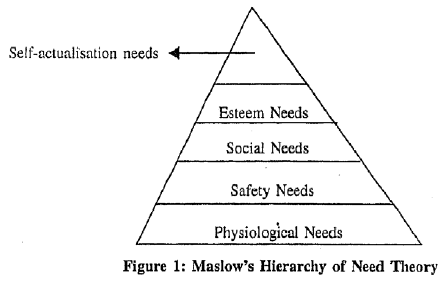 Self-actualisation needs
Esteem Needs
Social Needs
Safety Needs
Physiological Needs
Figure 1: Maslow's Hierarchy of Need Theory